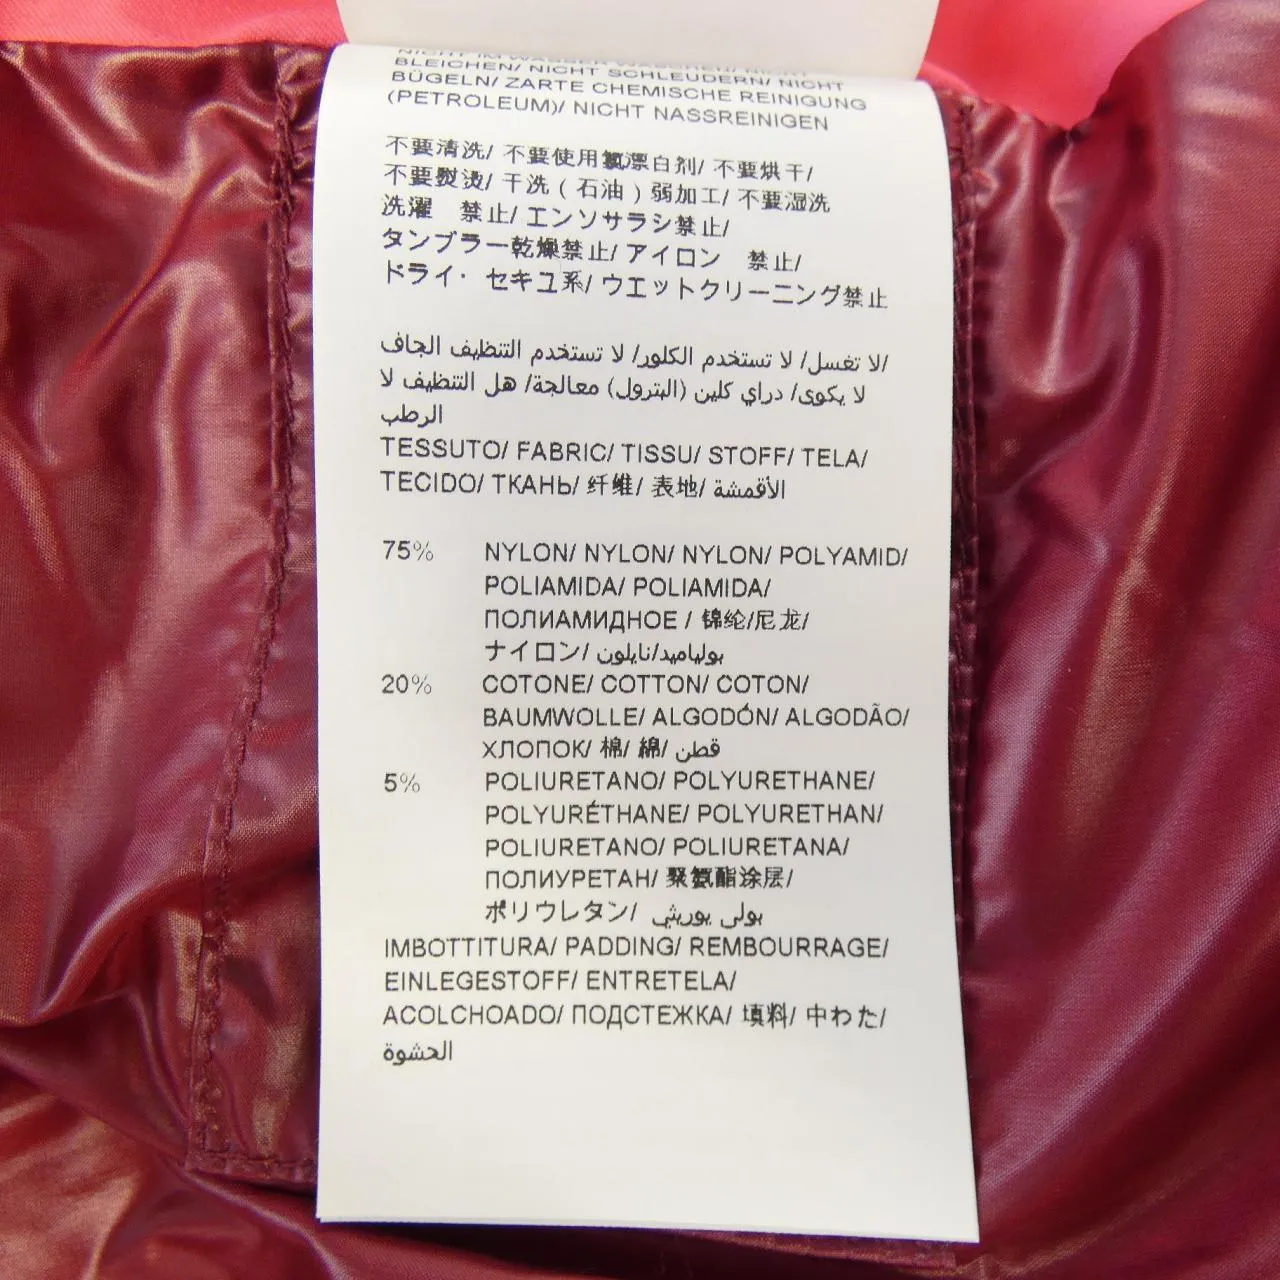 BLEICHEN/ NICHT SCHLEUDERN/ NICHT
BÜGELN/ ZARTE CHEMISCHE REINIGUNG
(PETROLEUM)/ NICHT NASSREINIGEN
不要清洗/ 不要使用氯漂白剂/ 不要烘干/
不要熨烫/ 干洗 ( 石油 ) 弱加工/ 不要湿洗
洗濯 禁止/ エンソサラシ禁止/
タンブラー乾燥禁止/ アイロン 禁止/
ドライ・ セキユ系/ ウエットクリーニング禁止
لا تغسل/ لا تستخدم الكلور/ لا تستخدم التنظيف الجاف/
لا يكوى/ دراي كلين (البترول) معالجة/ هل التنظيف لا
الرطب
TESSUTO/ FABRIC/ TISSU/ STOFF/ TELA/
TECIDO/ ТКАНЬ/ 纤维/ 表地/ الأقمشة
75% NYLON/ NYLON/ NYLON/ POLYAMID/
POLIAMIDA/ POLIAMIDA/
ПОЛИАМИДНОЕ / 锦纶/尼龙/
ナイロン/ بولياميد/نايلون
20% COTONE/ COTTON/ COTON/
BAUMWOLLE/ ALGODÓN/ ALGODÃO/
ХЛОПОК/ 棉/ 綿/ قطن
5% POLIURETANO/ POLYURETHANE/
POLYURÉTHANE/ POLYURETHAN/
POLIURETANO/ POLIURETANA/
ПОЛИУРЕТАН/ 聚氨酯涂层/
ポリウレタン/ بولي يوريثي
IMBOTTITURA/ PADDING/ REMBOURRAGE/
EINLEGESTOFF/ ENTRETELA/
ACOLCHOADO/ ПОДСТЕЖКА/ 填料/ 中わた/
الحشوة